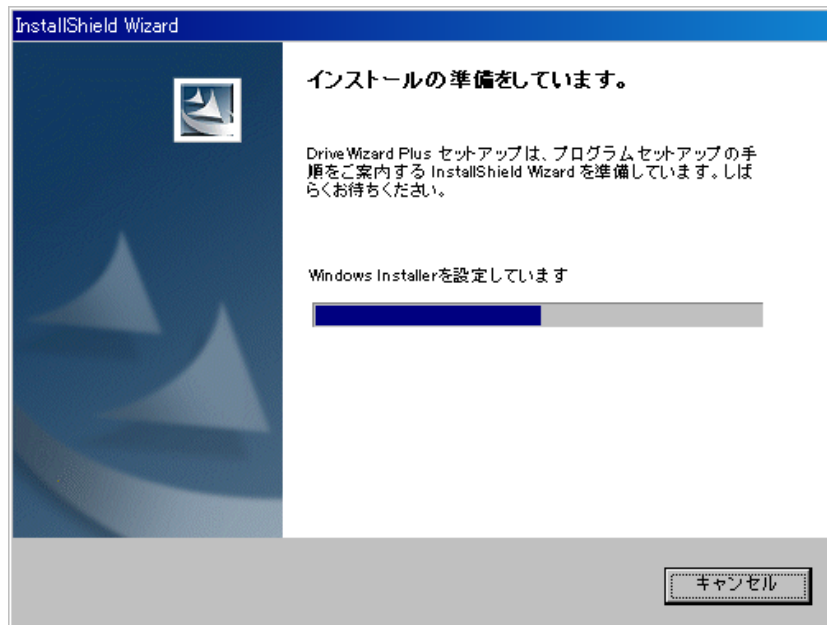 InstallShield Wizard
インストールの準備をしています。
DriveWizard Plus セットアップは、プログラムセットアップの手
順をご案内する InstallShield Wizard を準備しています。しば
らくお待ちください。
Windows Installerを設定しています
キャンセル